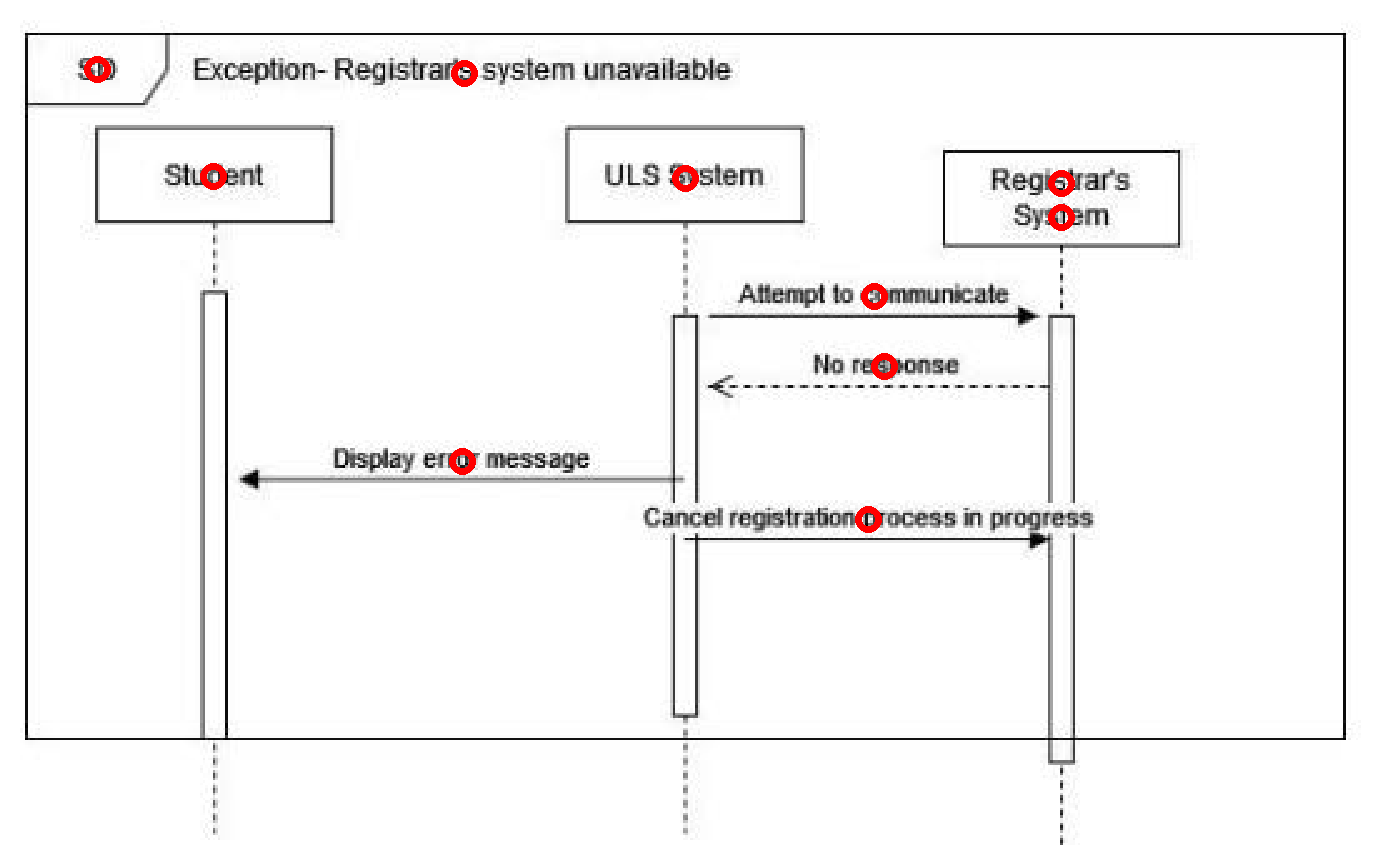 SD
Exception- Registrar's system unavailable
Student
ULS System
Registrar's
System
Attempt to communicate
No response
Display error message
Cancel registration process in progress